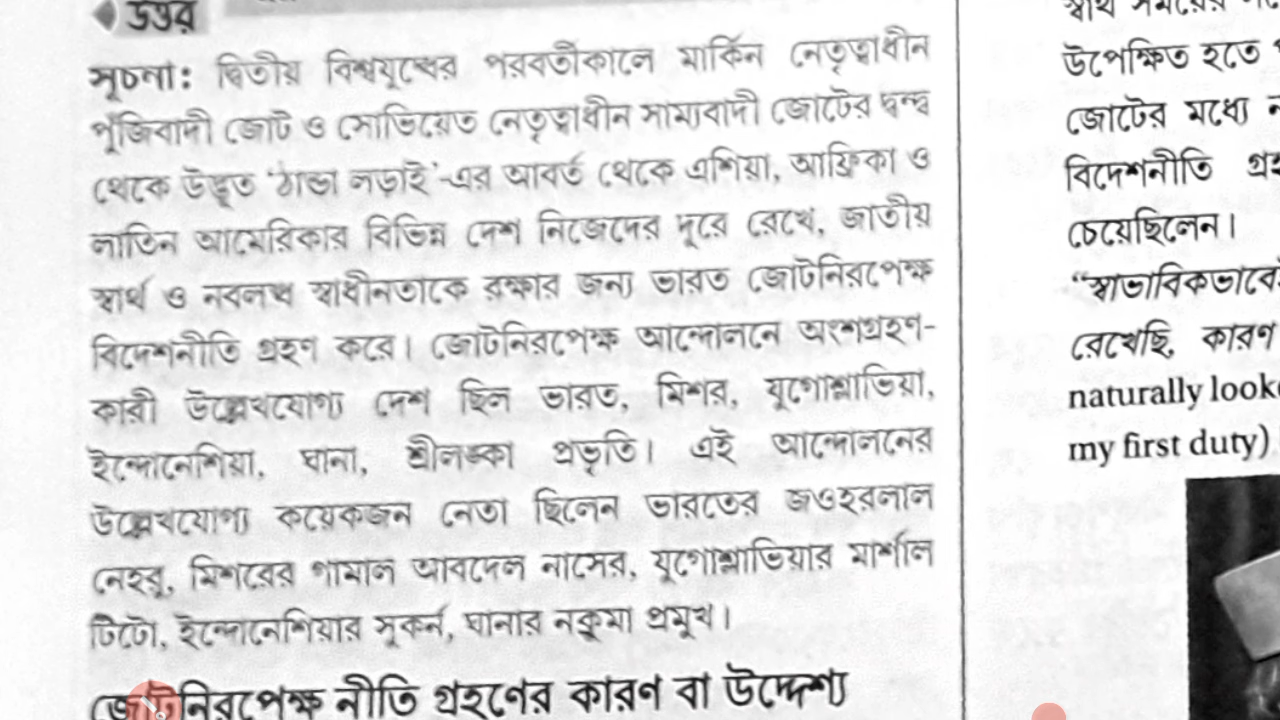 উত্তর
সূচনা: দ্বিতীয় বিশ্বযুদ্ধের পরবর্তীকালে মার্কিন নেতৃত্বাধীন
পুঁজিবাদী জোট ও সোভিয়েত নেতৃত্বাধীন সাম্যবাদী জোটের দ্বন্দ্ব
থেকে উদ্ভূত ‘ঠান্ডা লড়াই’-এর আবর্ত থেকে এশিয়া, আফ্রিকা ও
লাতিন আমেরিকার বিভিন্ন দেশ নিজেদের দূরে রেখে, জাতীয়
স্বার্থ ও নবলব্ধ স্বাধীনতাকে রক্ষার জন্য ভারত জোটনিরপেক্ষ
বিদেশনীতি গ্রহণ করে। জোটনিরপেক্ষ আন্দোলনে অংশগ্রহণ-
কারী উল্লেখযোগ্য দেশ ছিল ভারত, মিশর, যুগোশ্লাভিয়া,
ইন্দোনেশিয়া, ঘানা, শ্রীলঙ্কা প্রভৃতি। এই আন্দোলনের
উল্লেখযোগ্য কয়েকজন নেতা ছিলেন ভারতের জওহরলাল
নেহরু, মিশরের গামাল আবদেল নাসের, যুগোশ্লাভিয়ার মার্শাল
টিটো, ইন্দোনেশিয়ার সুকর্ন, ঘানার নক্রুমা প্রমুখ।
জোটনিরপেক্ষ নীতি গ্রহণের কারণ বা উদ্দেশ্য
উপেক্ষিত হতে
জোটের মধ্যে
বিদেশনীতি
চেয়েছিলেন।
“স্বাভাবিকভাবে
রেখেছি, কারণ
naturally look
my first duty)